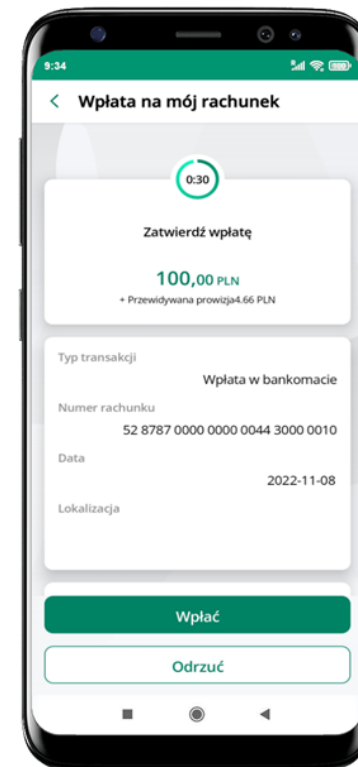 9:34
Wpłata na mój rachunek
0:30
Zatwierdź wpłatę
100,00 PLN
+ Przewidywana prowizja4.66 PLN
Typ transakcji
Wpłata w bankomacie
Numer rachunku
52 8787 0000 0000 0044 3000 0010
Data
2022-11-08
Lokalizacja
Wpłać
Odrzuć